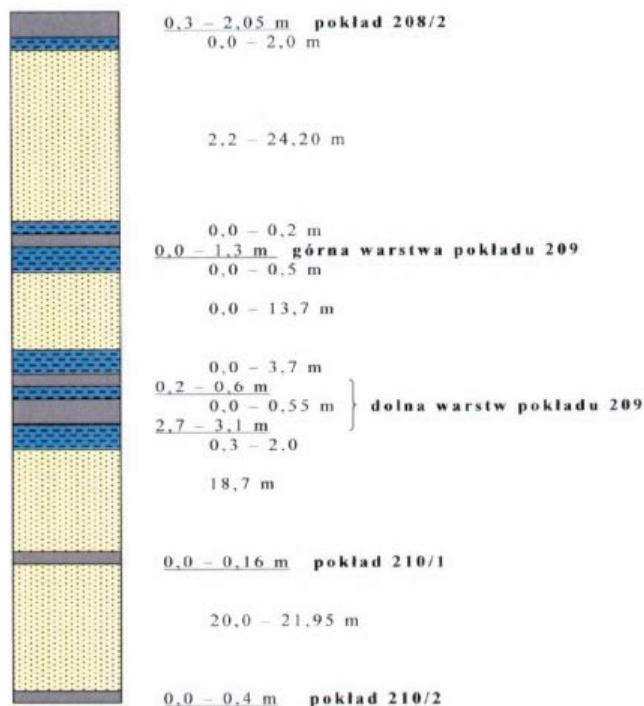 0,3 – 2,05 m pokład 208/2
0,0 – 2,0 m
2,2 – 24,20 m
0,0 – 0,2 m
0,0 – 1,3 m górna warstwa pokładu 209
0,0 – 0,5 m
0,0 – 13,7 m
0,0 – 3,7 m
0,2 – 0,6 m
0,0 – 0,55 m dolna warstw pokładu 209
2,7 – 3,1 m
0,3 – 2.0
18,7 m
0,0 – 0,16 m pokład 210/1
20,0 – 21,95 m
0,0 – 0,4 m pokład 210/2